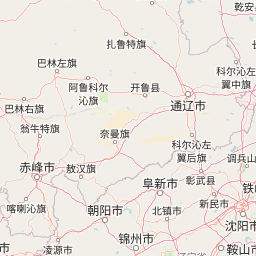 乾安
扎鲁特旗
巴林左旗
科尔沁左
翼中旗
阿鲁科尔
沁旗
开鲁县
巴林右旗
通辽市
翁牛特旗
奈曼旗
科尔沁左
翼后旗
调兵山
赤峰市
敖汉旗
彰武县
阜新市
铁岭
喀喇沁旗
新民市
朝阳市
北镇市
沈阳市
凌源市
锦州市
鞍山市